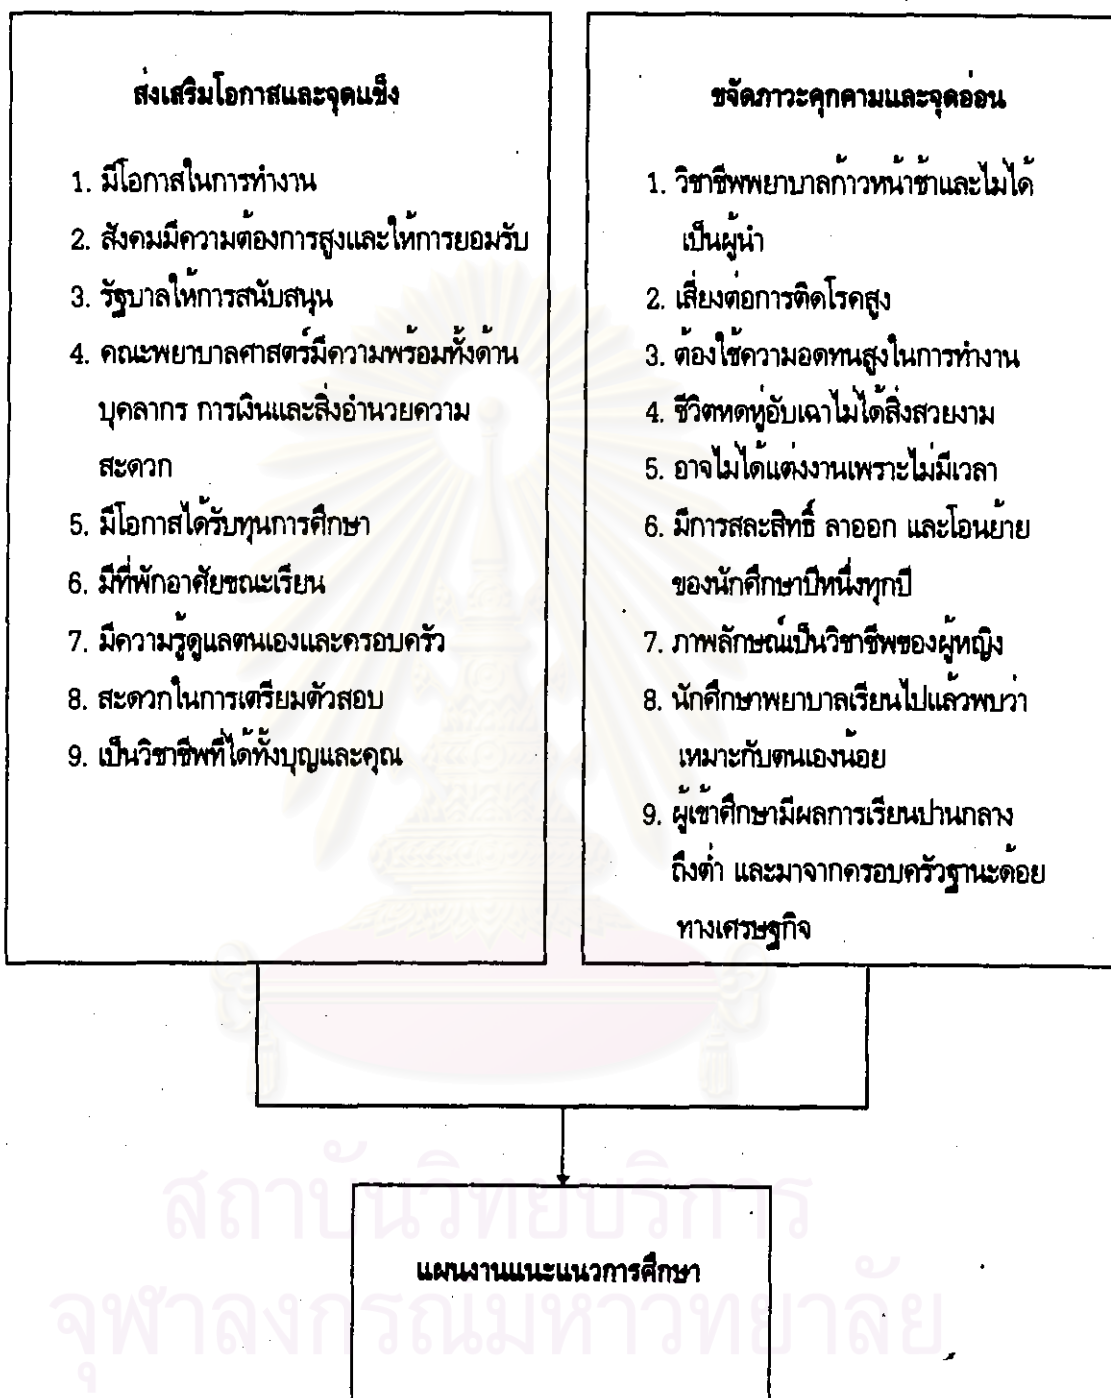 ส่งเสริมโอกาสและจุดแข็ง
1. มีโอกาสในการทำงาน
2. สังคมมีความต้องการสูงและให้การยอมรับ
3. รัฐบาลให้การสนับสนุน
4. คณะพยาบาลศาสตร์มีความพร้อมทั้งด้าน
บุคลากร การเงินและสิ่งอำนวยความ
สะดวก
5. มีโอกาสได้รับทุนการศึกษา
6. มีที่พักอาศัยขณะเรียน
7. มีความรู้ดูแลตนเองและครอบครัว
8. สะดวกในการเตรียมตัวสอบ
9. เป็นวิชาชีพที่ได้ทั้งบุญและคุณ
ขจัดภาวะคุกคามและจุดอ่อน
1. วิชาชีพพยาบาลก้าวหน้าช้าและไม่ได้
เป็นผู้นำ
2. เสี่ยงต่อการติดโรคสูง
3. ต้องใช้ความอดทนสูงในการทำงาน
4. ชีวิตหดหู่อับเฉาไม่ได้สิ่งสวยงาม
5. อาจไม่ได้แต่งงานเพราะไม่มีเวลา
6. มีการสละสิทธิ์ ลาออก และโอนย้าย
ของนักศึกษาปีหนึ่งทุกปี
7. ภาพลักษณ์เป็นวิชาชีพของผู้หญิง
8. นักศึกษาพยาบาลเรียนไปแล้วพบว่า
เหมาะกับตนเองน้อย
9. ผู้เข้าศึกษามีผลการเรียนปานกลาง
ถึงต่ำ และมาจากครอบครัวฐานะด้อย
ทางเศรษฐกิจ
แผนงานแนะแนวการศึกษา
สถาบันวิทยบริการ
จุฬาลงกรณ์มหาวิทยาลัย